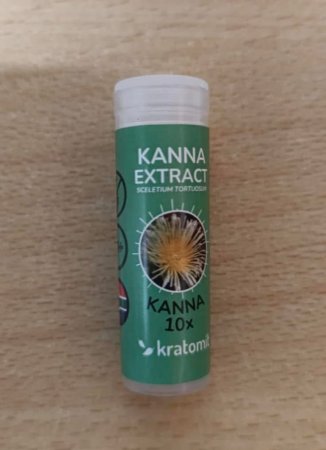 KANNA
EXTRACT
SCELETIUM TORTUOSUM
KANNA
10x
kratomit